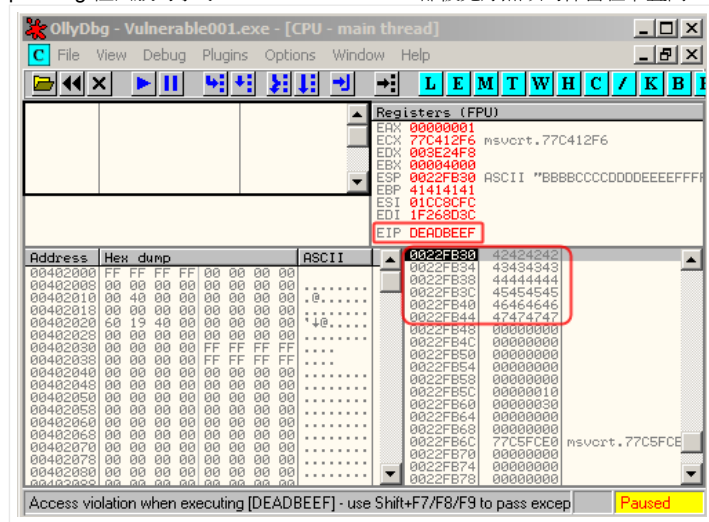 OllyDbg - Vulnerable001.exe - [CPU - main thread]
C File View Debug Plugins Options Window Help
L E M T W H C / K B
Registers (FPU)
EAX 00000001
ECX 77C412F6 msvcrt.77C412F6
EDX 003E24F8
EBX 00004000
ESP 0022FB30 ASCII "BBBBCCCCDDDDEEEEFFFF
EBP 41414141
ESI 01CC8CFC
EDI 1F268D3C
EIP DEADBEEF
Address Hex dump ASCII
00402000 FF FF FF FF 00 00 00 00 ........
00402008 00 00 00 00 00 00 00 00 ........
00402010 00 40 00 00 00 00 00 00 .@......
00402018 00 00 00 00 00 00 00 00 ........
00402020 60 19 40 00 00 00 00 00 `↓@.....
00402028 00 00 00 00 00 00 00 00 ........
00402030 00 00 00 00 FF FF FF FF ....
00402038 00 00 00 00 FF FF FF FF ....
00402040 00 00 00 00 00 00 00 00 ........
00402048 00 00 00 00 00 00 00 00 ........
00402050 00 00 00 00 00 00 00 00 ........
00402058 00 00 00 00 00 00 00 00 ........
00402060 00 00 00 00 00 00 00 00 ........
00402068 00 00 00 00 00 00 00 00 ........
00402070 00 00 00 00 00 00 00 00 ........
00402078 00 00 00 00 00 00 00 00 ........
00402080 00 00 00 00 00 00 00 00 ........
0022FB30 42424242
0022FB34 43434343
0022FB38 44444444
0022FB3C 45454545
0022FB40 46464646
0022FB44 47474747
0022FB48 00000000
0022FB4C 00000000
0022FB50 00000000
0022FB54 00000000
0022FB58 00000000
0022FB5C 00000010
0022FB60 00000030
0022FB64 00000000
0022FB68 00000000
0022FB6C 77C5FCE0 msvcrt.77C5FCE
0022FB70 00000000
0022FB74 00000000
0022FB78 00000000
Access violation when executing [DEADBEEF] - use Shift+F7/F8/F9 to pass excep
Paused